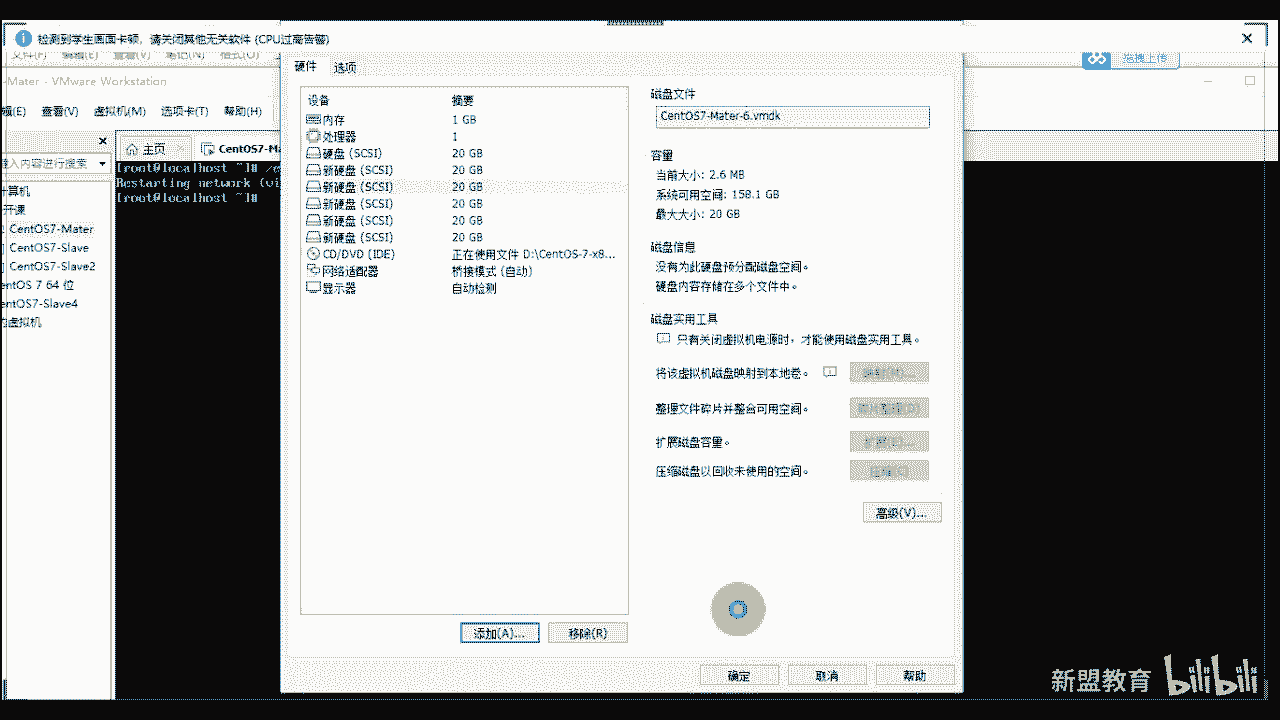 检测到学生画面卡顿，请关闭其他无关软件 (CPU过高告警)
文件(F) 编辑(E) 查看(V) 笔记(N) 格式(O)
拖拽上传
-Mater - VMware Workstation
辑(E) 查看(V) 虚拟机(M) 选项卡(T) 帮助(H)
入内容进行搜索
计算机
开课
CentOS7-Mater
CentOS7-Slave
CentOS7-Slave2
entOS 7 64 位
entOS7-Slave4
的虚拟机
主页
CentOS7-Ma
[root@localhost ~]#
Restarting network (vi
[root@localhost ~]#
硬件 选项
设备 摘要
内存 1 GB
处理器 1
硬盘 (SCSI) 20 GB
新硬盘 (SCSI) 20 GB
新硬盘 (SCSI) 20 GB
新硬盘 (SCSI) 20 GB
新硬盘 (SCSI) 20 GB
新硬盘 (SCSI) 20 GB
CD/DVD (IDE) 正在使用文件 D:\CentOS-7-x8...
网络适配器 桥接模式 (自动)
显示器 自动检测
添加(A)... 移除(R)
磁盘文件
CentOS7-Mater-6.vmdk
容量
当前大小: 2.6 MB
系统可用空间: 158.1 GB
最大大小: 20 GB
磁盘信息
没有为此硬盘预分配磁盘空间。
硬盘内容存储在多个文件中。
磁盘实用工具
只有关闭虚拟机电源时，才能使用磁盘实用工具。
将该虚拟机磁盘映射到本地卷。
整理文件碎片并整合可用空间。
扩展磁盘容量。
压缩磁盘以回收未使用的空间。
高级(V)...
确定 取消 帮助
新盟教育 bilibili